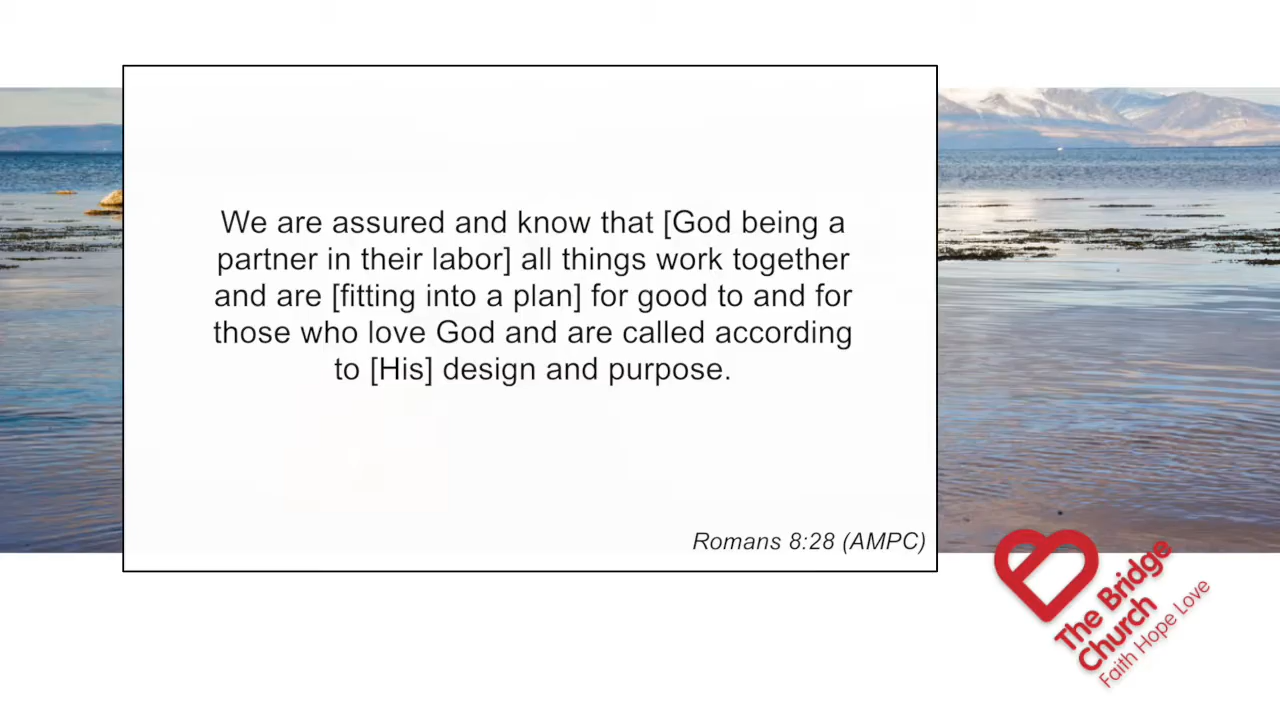 We are assured and know that [God being a
partner in their labor] all things work together
and are [fitting into a plan] for good to and for
those who love God and are called according
to [His] design and purpose.
Romans 8:28 (AMPC)
The Bridge
Church
Faith Hope Love